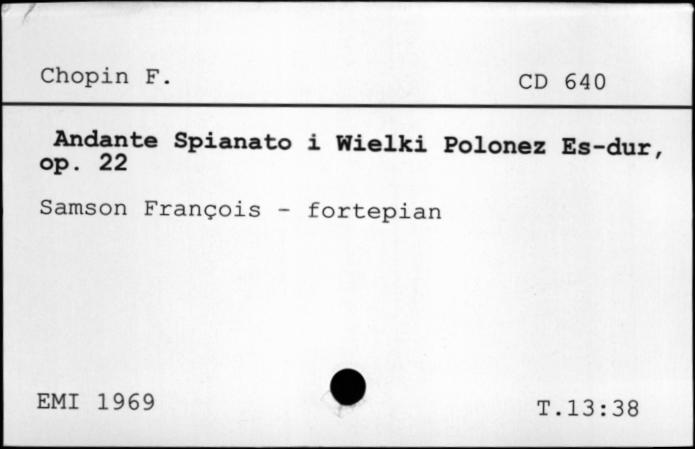 Chopin F.
CD 640
Andante Spianato i Wielki Polonez Es-dur,
op. 22
Samson François - fortepian
EMI 1969
T.13:38